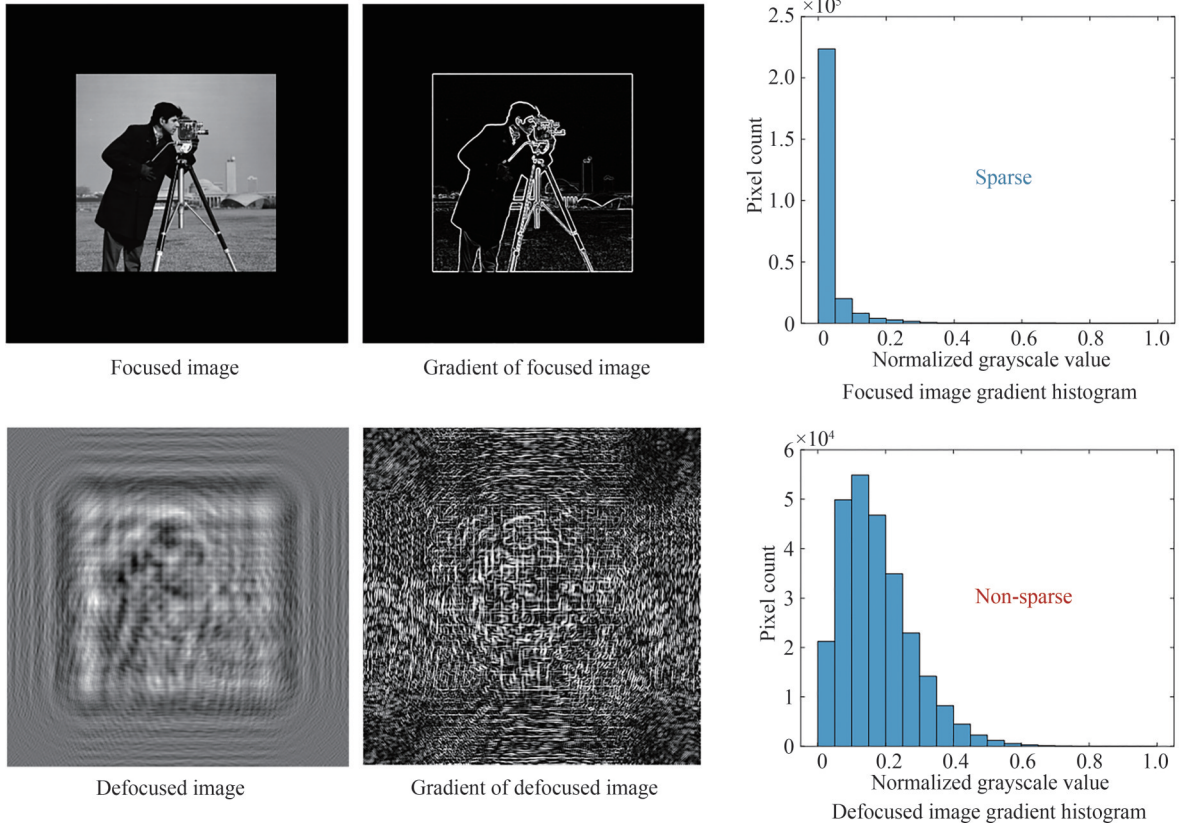 Focused image
Gradient of focused image
×10⁵
2.5
2.0
1.5
1.0
0.5
0
Pixel count
Sparse
0 0.2 0.4 0.6 0.8 1.0
Normalized grayscale value
Focused image gradient histogram
Defocused image
Gradient of defocused image
×10⁴
6
5
4
3
2
1
0
Pixel count
Non-sparse
0 0.2 0.4 0.6 0.8 1.0
Normalized grayscale value
Defocused image gradient histogram